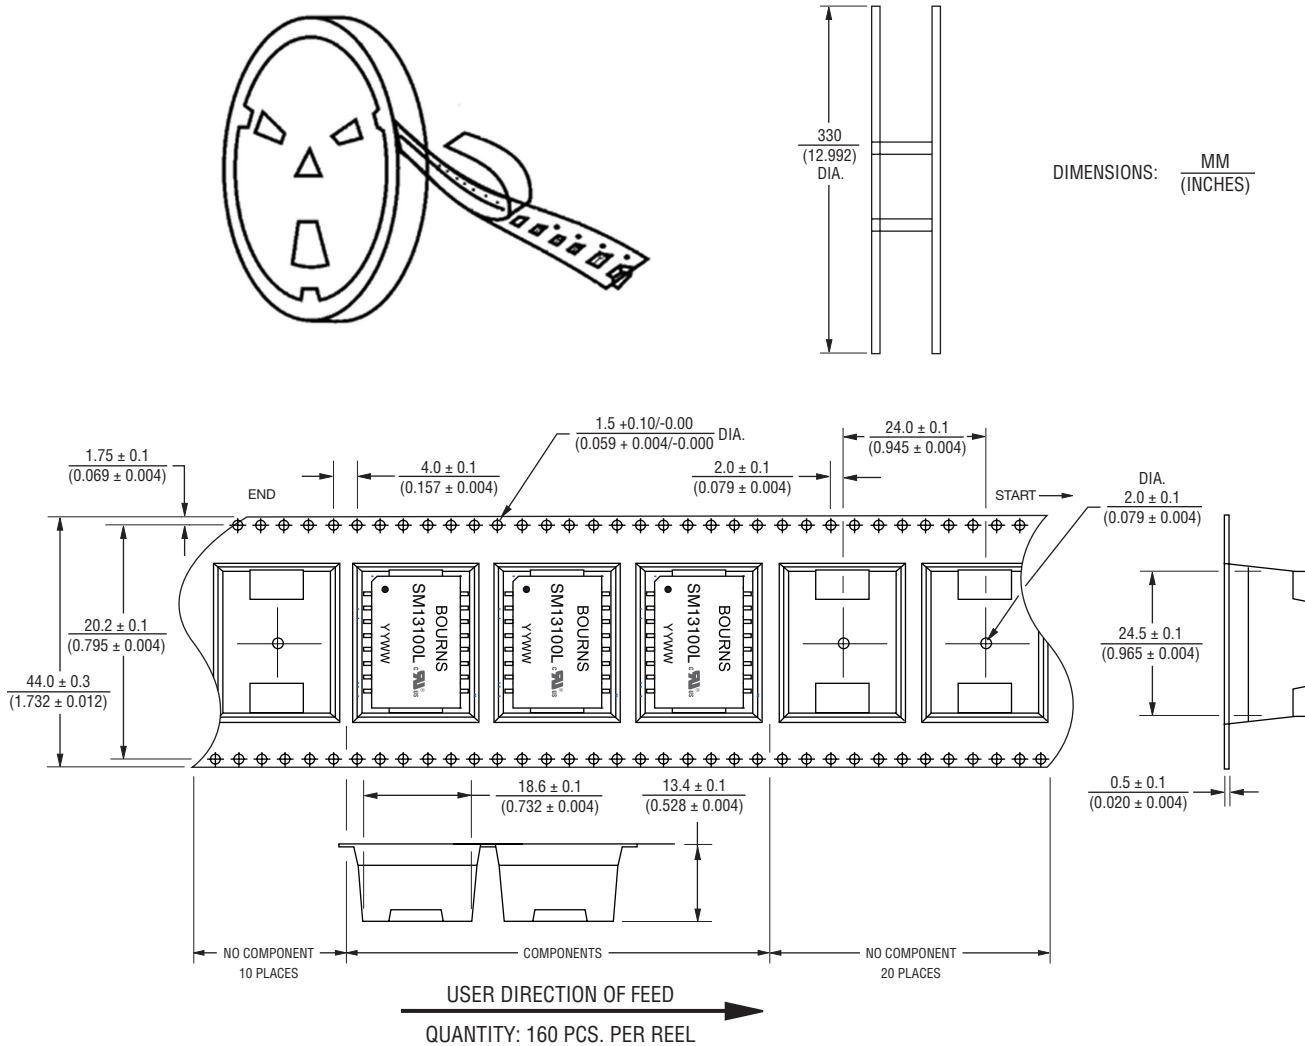 330
(12.992)
DIA.
DIMENSIONS:
MM
(INCHES)
1.5 +0.10/-0.00
(0.059 + 0.004/-0.000
DIA.
24.0 ± 0.1
(0.945 ± 0.004)
1.75 ± 0.1
(0.069 ± 0.004)
4.0 ± 0.1
(0.157 ± 0.004)
2.0 ± 0.1
(0.079 ± 0.004)
END
START
DIA.
2.0 ± 0.1
(0.079 ± 0.004)
20.2 ± 0.1
(0.795 ± 0.004)
44.0 ± 0.3
(1.732 ± 0.012)
BOURNS
SM13100L
YYWW
BOURNS
SM13100L
YYWW
BOURNS
SM13100L
YYWW
24.5 ± 0.1
(0.965 ± 0.004)
18.6 ± 0.1
(0.732 ± 0.004)
13.4 ± 0.1
(0.528 ± 0.004)
0.5 ± 0.1
(0.020 ± 0.004)
NO COMPONENT
10 PLACES
COMPONENTS
NO COMPONENT
20 PLACES
USER DIRECTION OF FEED
QUANTITY: 160 PCS. PER REEL